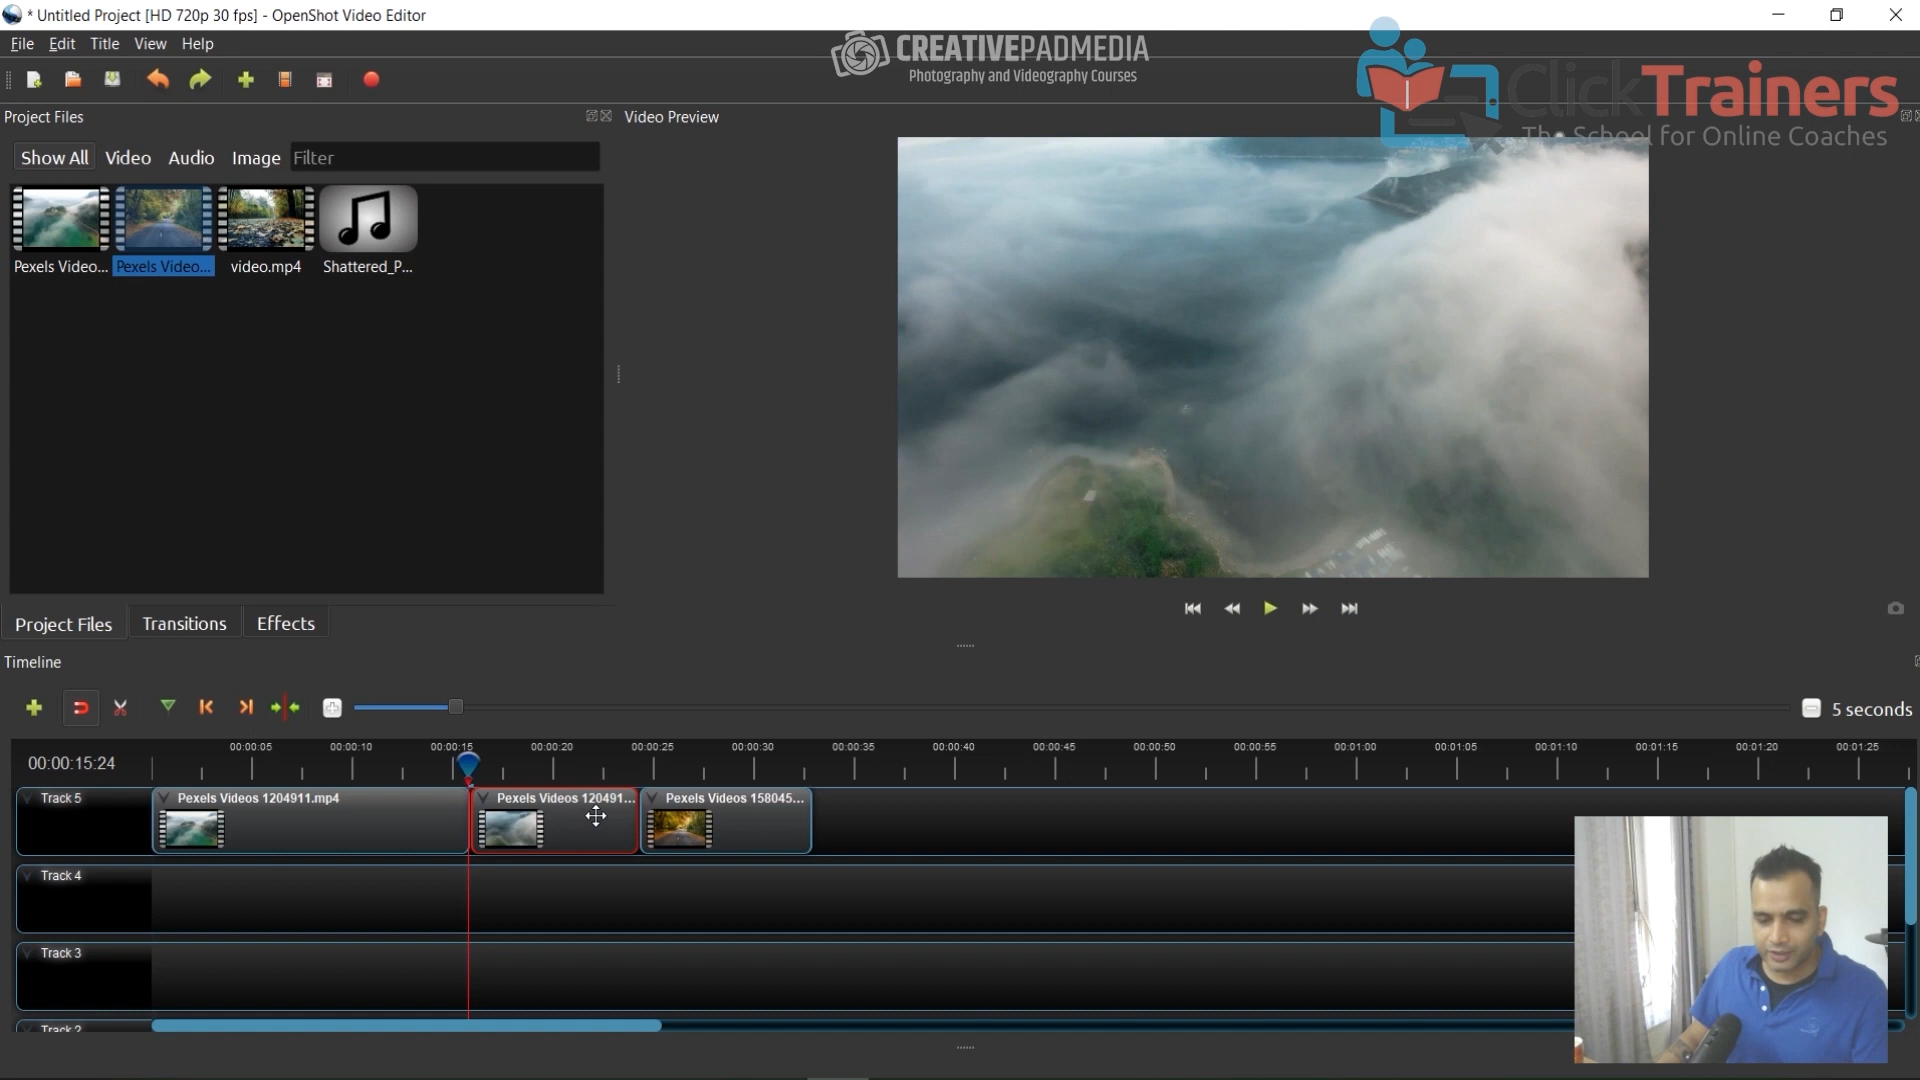 * Untitled Project [HD 720p 30 fps] - OpenShot Video Editor
File Edit Title View Help
CREATIVEPADMEDIA
Photography and Videography Courses
ClickTrainers
The School for Online Coaches
Project Files
Video Preview
Show All Video Audio Image Filter
Pexels Video... Pexels Video... video.mp4 Shattered_P...
Project Files Transitions Effects
Timeline
5 seconds
00:00:15:24
00:00:05 00:00:10 00:00:15 00:00:20 00:00:25 00:00:30 00:00:35 00:00:40 00:00:45 00:00:50 00:00:55 00:01:00 00:01:05 00:01:10 00:01:15 00:01:20 00:01:25
Track 5
Pexels Videos 1204911.mp4
Pexels Videos 120491...
Pexels Videos 158045...
Track 4
Track 3
Track 2